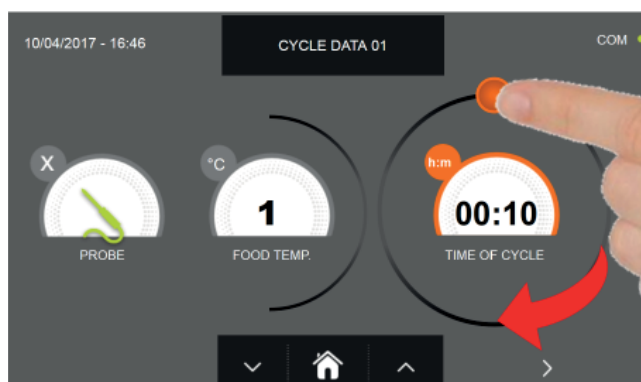 10/04/2017 - 16:46
CYCLE DATA 01
COM
X
°C
h:m
1
00:10
PROBE
FOOD TEMP.
TIME OF CYCLE